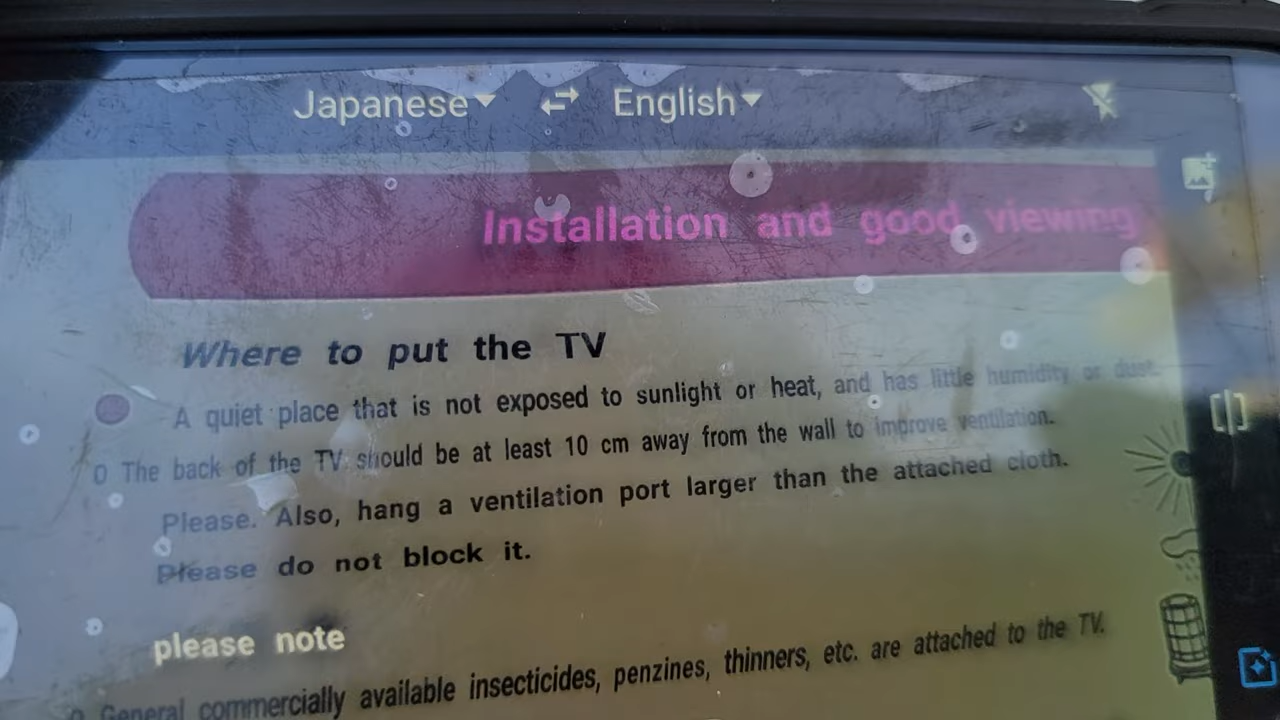 Japanese English
Installation and good viewing
Where to put the TV
A quiet place that is not exposed to sunlight or heat, and has little humidity or dust.
o The back of the TV should be at least 10 cm away from the wall to improve ventilation.
Please. Also, hang a ventilation port larger than the attached cloth.
Please do not block it.
please note
o General commercially available insecticides, penzines, thinners, etc. are attached to the TV.